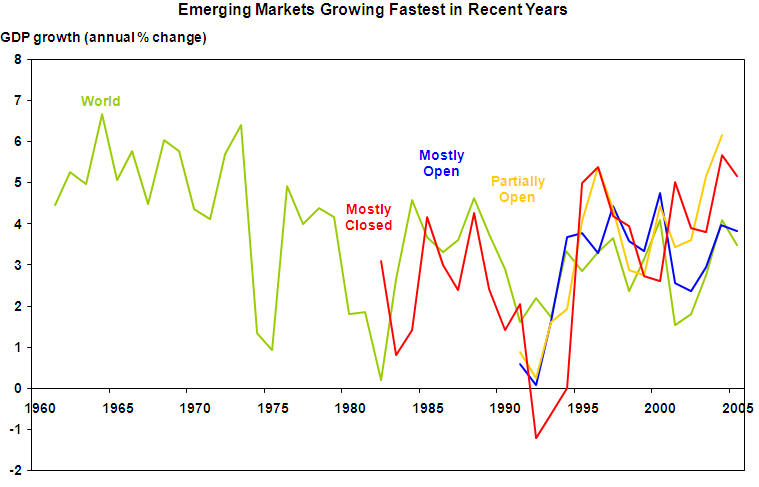 Emerging Markets Growing Fastest in Recent Years
GDP growth (annual % change)
8
7
6
5
4
3
2
1
0
-1
-2
World
Mostly
Closed
Mostly
Open
Partially
Open
1960 1965 1970 1975 1980 1985 1990 1995 2000 2005